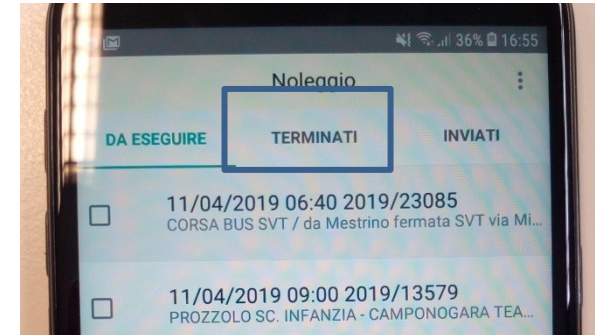 36% 16:55
Noleggio
DA ESEGUIRE TERMINATI INVIATI
11/04/2019 06:40 2019/23085
CORSA BUS SVT / da Mestrino fermata SVT via Mi...
11/04/2019 09:00 2019/13579
PROZZOLO SC. INFANZIA - CAMPONOGARA TEA...